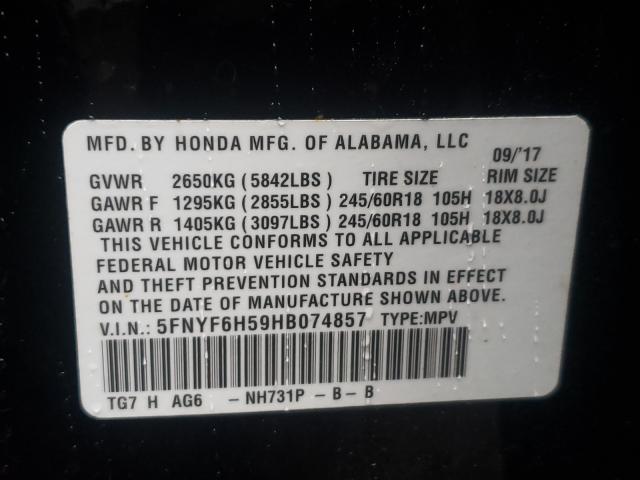 MFD. BY HONDA MFG. OF ALABAMA, LLC 09/'17
GVWR 2650KG (5842LBS) TIRE SIZE RIM SIZE
GAWR F 1295KG (2855LBS) 245/60R18 105H 18X8.0J
GAWR R 1405KG (3097LBS) 245/60R18 105H 18X8.0J
THIS VEHICLE CONFORMS TO ALL APPLICABLE
FEDERAL MOTOR VEHICLE SAFETY
AND THEFT PREVENTION STANDARDS IN EFFECT
ON THE DATE OF MANUFACTURE SHOWN ABOVE.
V.I.N.: 5FNYF6H59HB074857 TYPE:MPV
TG7 H AG6 -NH731P -B-B